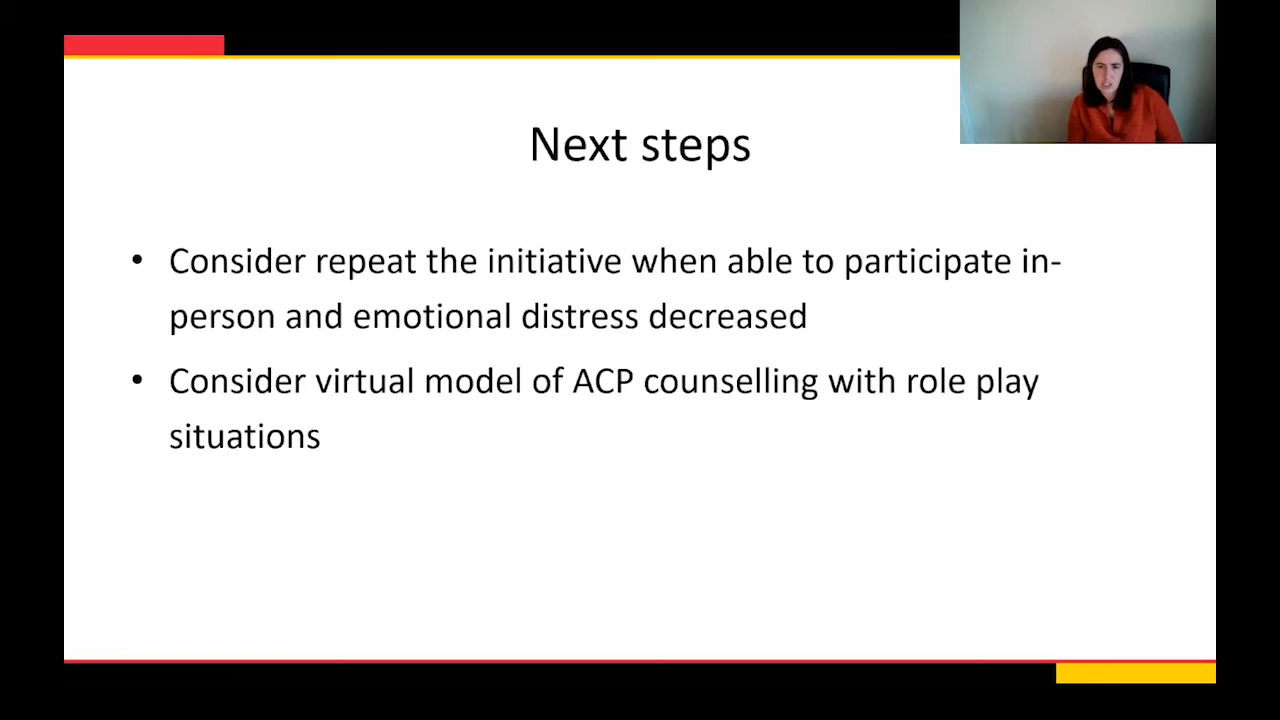 Next steps
• Consider repeat the initiative when able to participate in-
person and emotional distress decreased
• Consider virtual model of ACP counselling with role play
situations